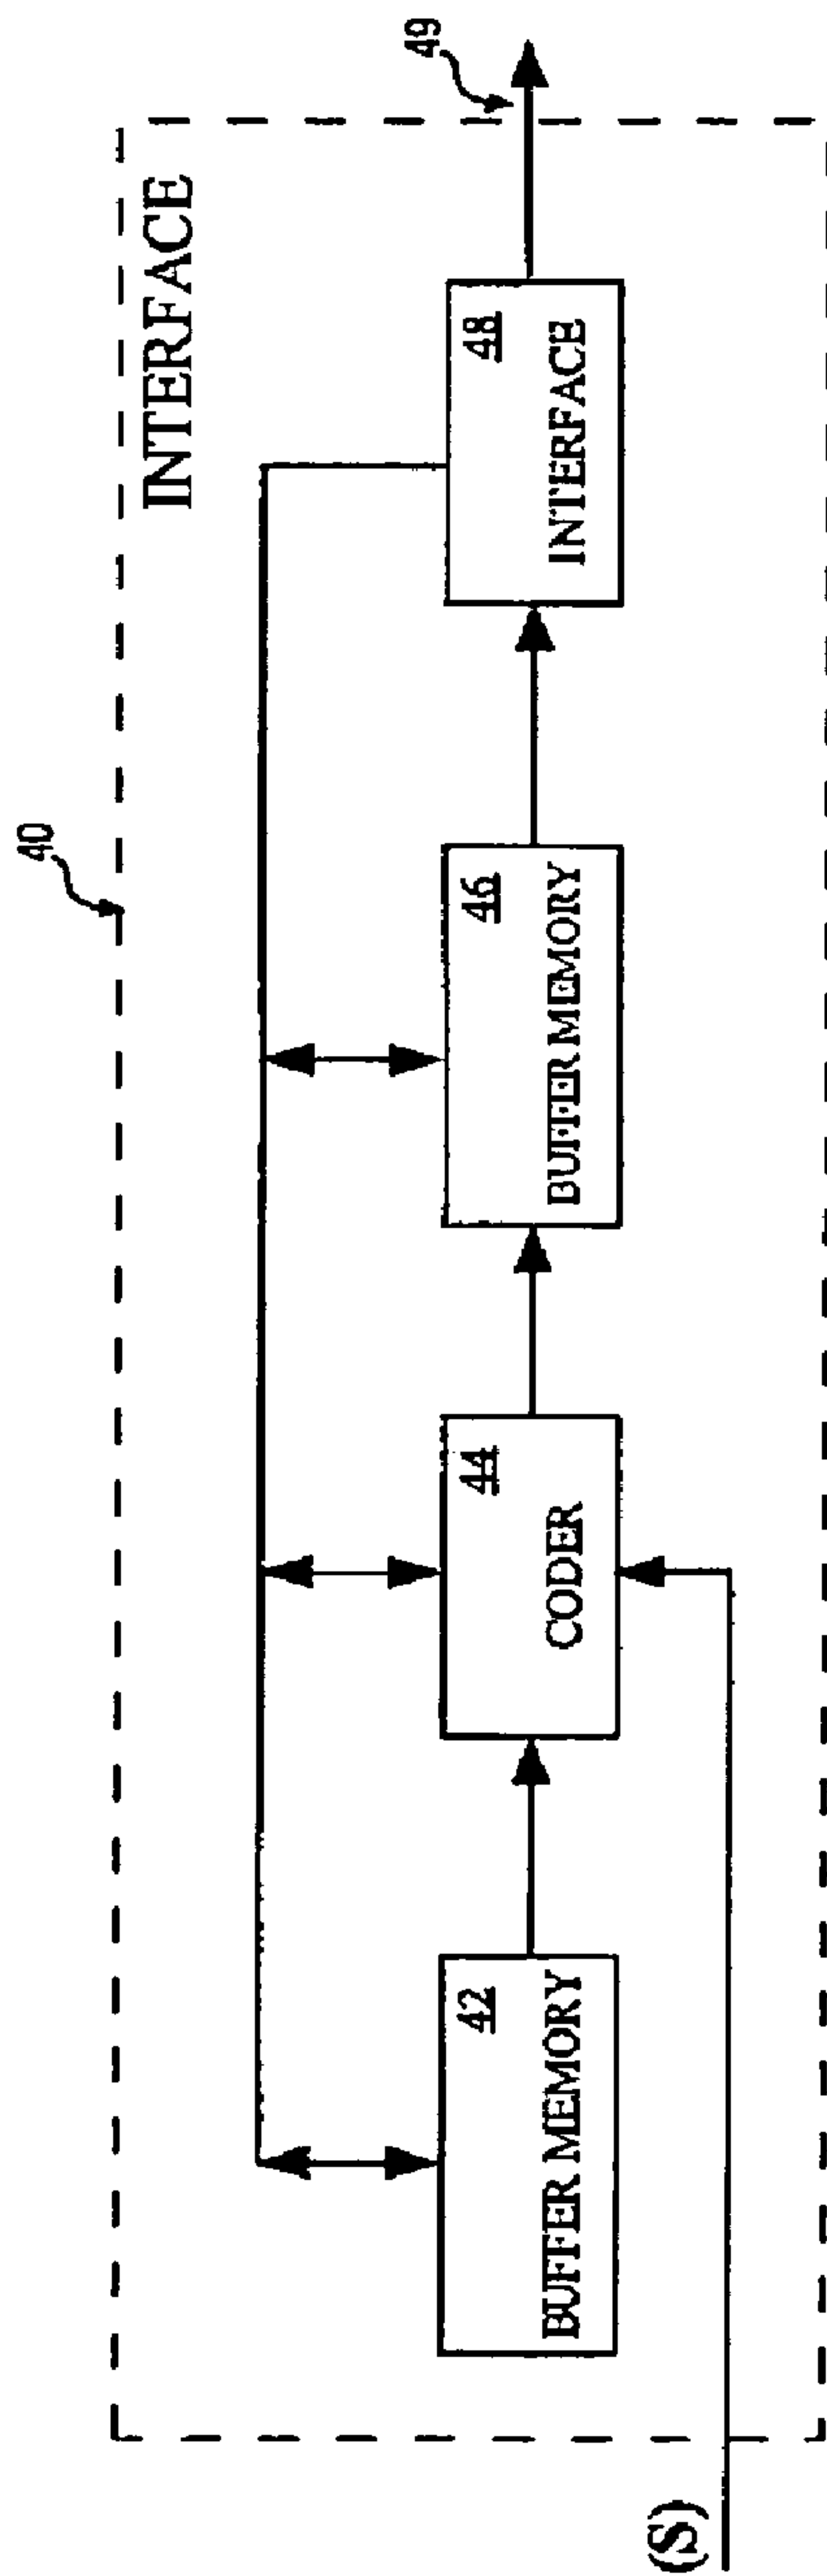 40
49
INTERFACE
42
BUFFER MEMORY
44
CODER
46
BUFFER MEMORY
48
INTERFACE
(S)